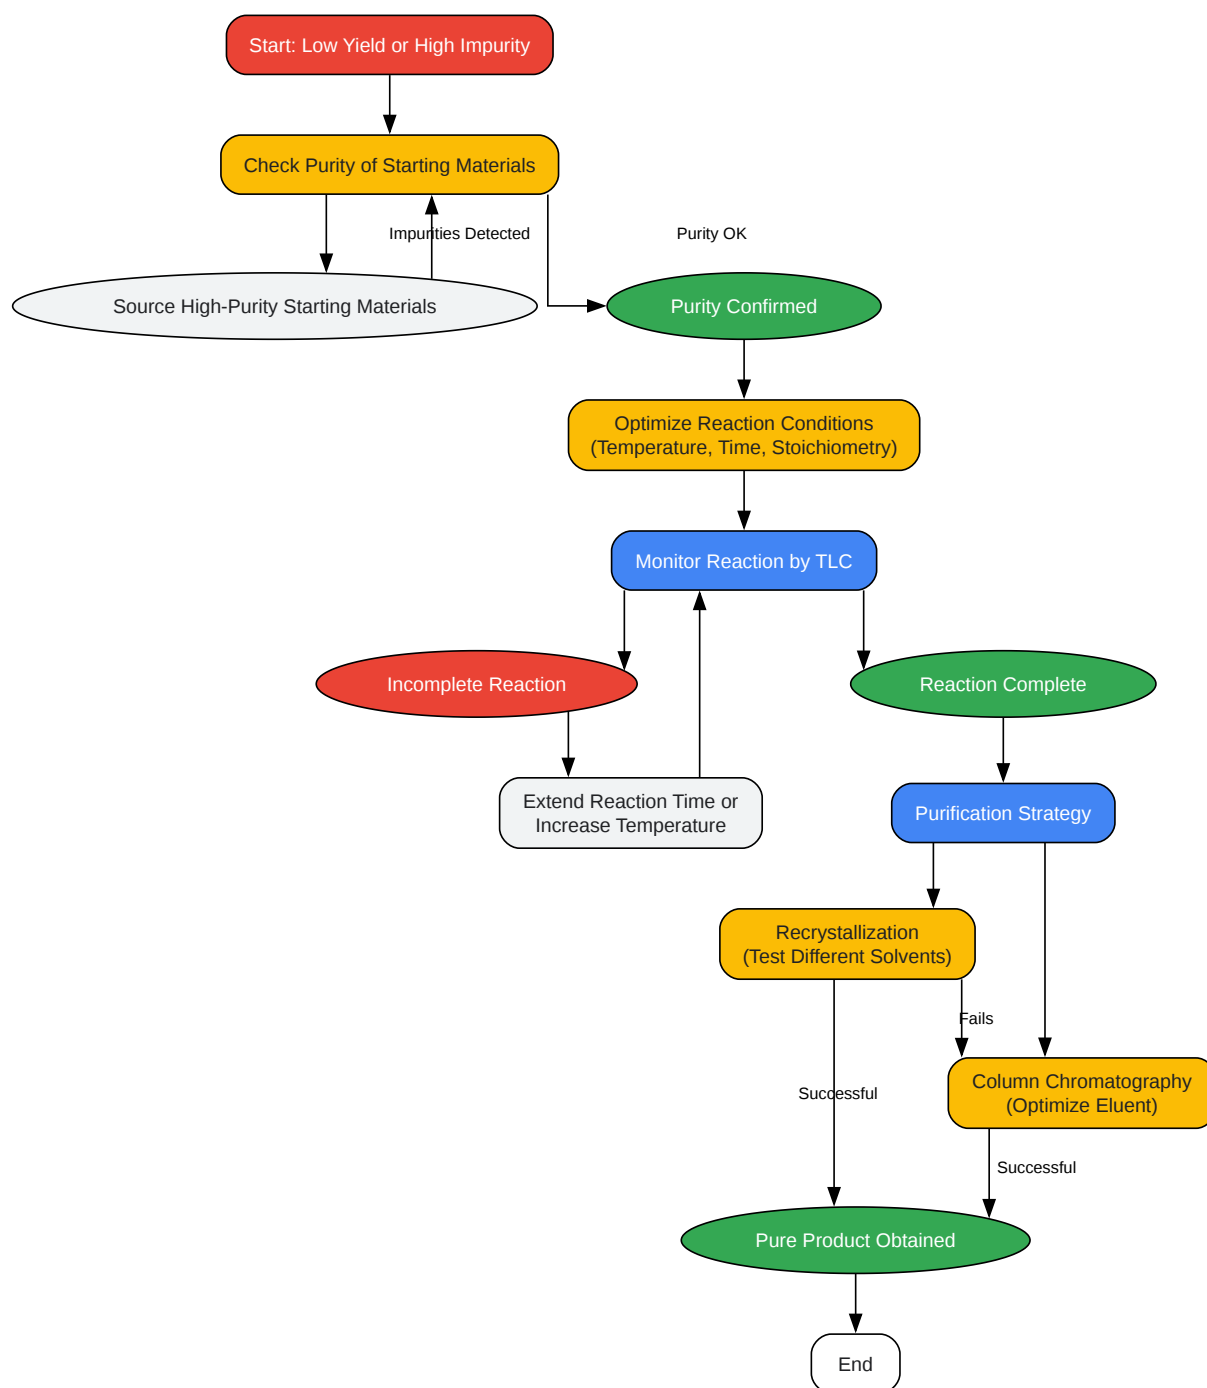 Start: Low Yield or High Impurity
Check Purity of Starting Materials
Impurities Detected
Purity OK
Source High-Purity Starting Materials
Purity Confirmed
Optimize Reaction Conditions
(Temperature, Time, Stoichiometry)
Monitor Reaction by TLC
Incomplete Reaction
Reaction Complete
Extend Reaction Time or
Increase Temperature
Purification Strategy
Recrystallization
(Test Different Solvents)
Fails
Column Chromatography
(Optimize Eluent)
Successful
Successful
Pure Product Obtained
End